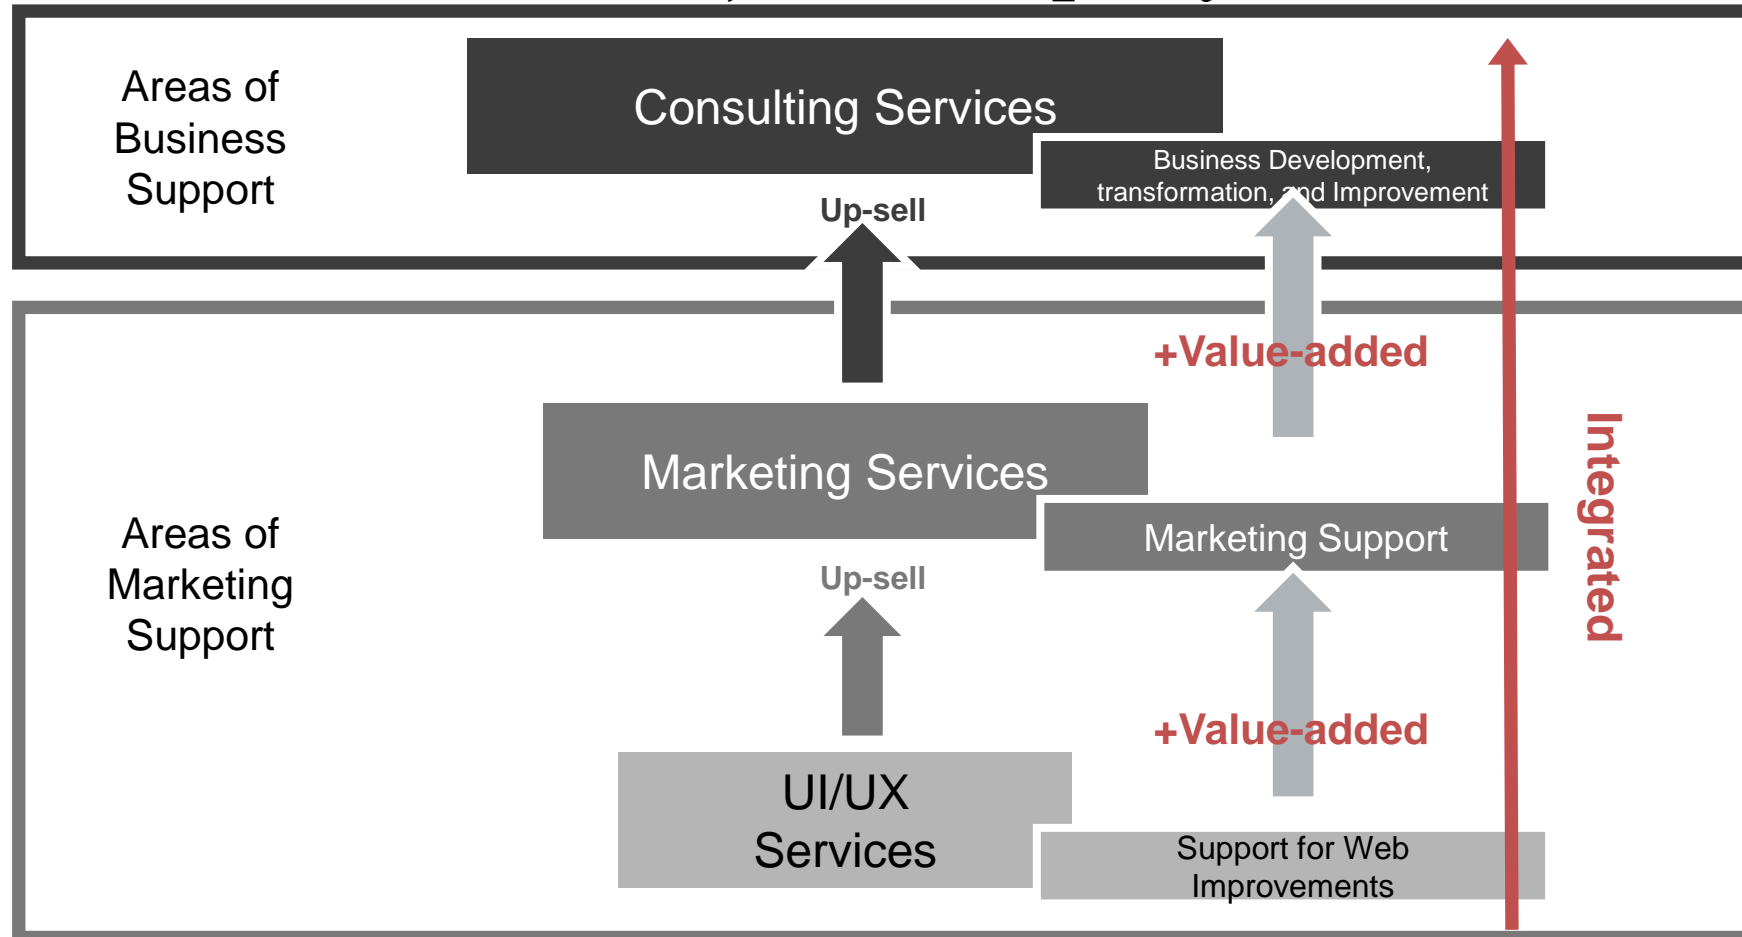 Areas of
Business
Support
Consulting Services
Business Development,
transformation, and Improvement
Up-sell
+Value-added
Areas of
Marketing
Support
Marketing Services
Marketing Support
Integrated
Up-sell
+Value-added
UI/UX
Services
Support for Web
Improvements